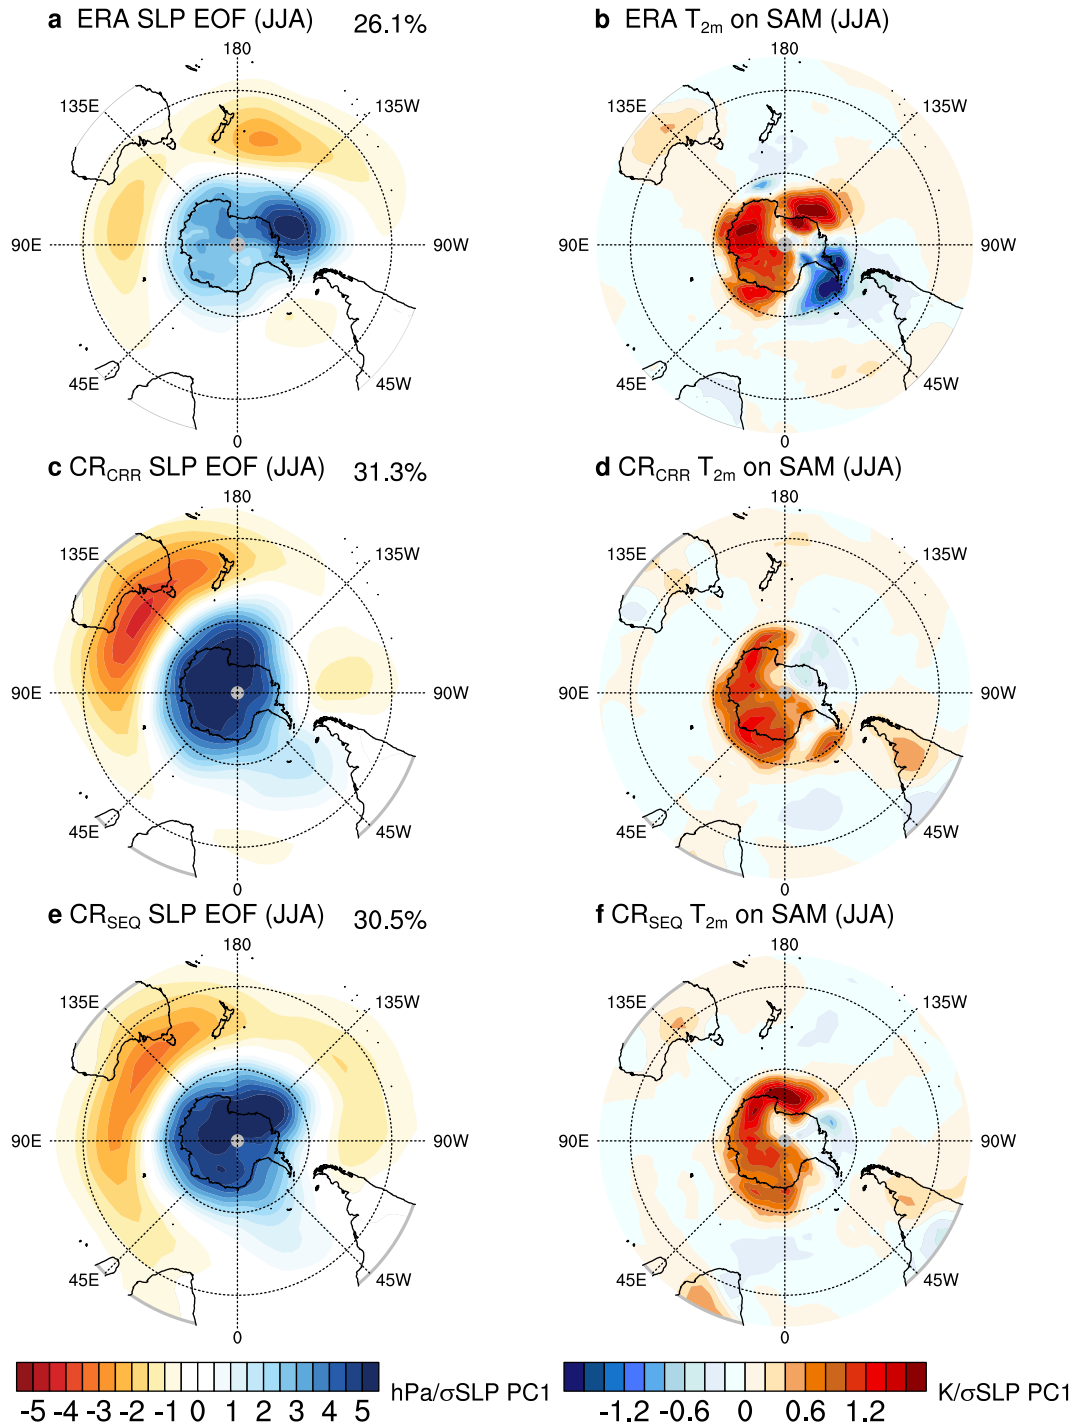 a ERA SLP EOF (JJA) 26.1%
b ERA T2m on SAM (JJA)
180
135E
135W
90E
90W
45E
45W
0
180
135E
135W
90E
90W
45E
45W
0
c CRCRR SLP EOF (JJA) 31.3%
d CRCRR T2m on SAM (JJA)
180
135E
135W
90E
90W
45E
45W
0
180
135E
135W
90E
90W
45E
45W
0
e CRSEQ SLP EOF (JJA) 30.5%
f CRSEQ T2m on SAM (JJA)
180
135E
135W
90E
90W
45E
45W
0
180
135E
135W
90E
90W
45E
45W
0
-5 -4 -3 -2 -1 0 1 2 3 4 5 hPa/σSLP PC1
-1.2 -0.6 0 0.6 1.2 K/σSLP PC1